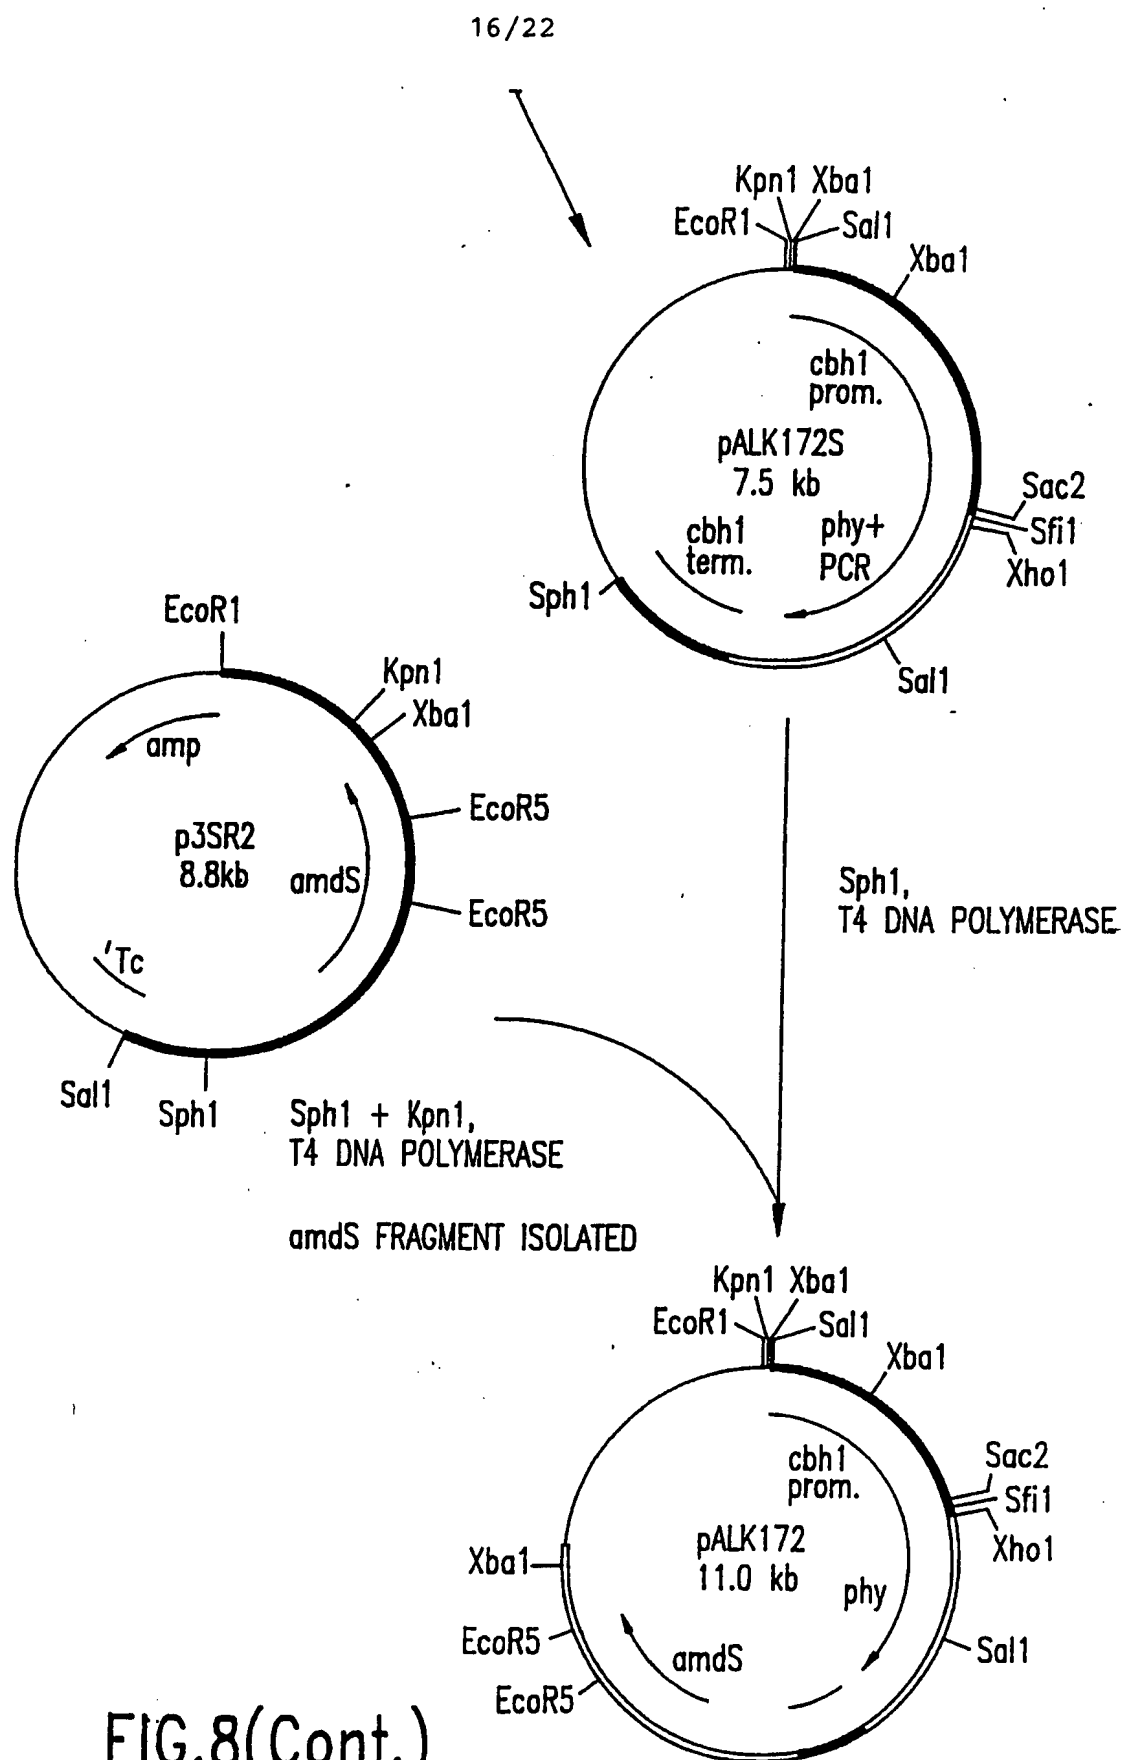 16/22
Kpn1 Xba1
EcoR1
Sal1
Xba1
cbh1
prom.
pALK172S
7.5 kb
Sac2
Sfi1
Xho1
phy+
PCR
cbh1
term.
Sph1
Sal1
EcoR1
Kpn1
Xba1
amp
EcoR5
p3SR2
8.8kb
amdS
EcoR5
'Tc
Sal1
Sph1
Sph1,
T4 DNA POLYMERASE
Sph1 + Kpn1,
T4 DNA POLYMERASE
amdS FRAGMENT ISOLATED
Kpn1 Xba1
EcoR1
Sal1
Xba1
cbh1
prom.
Sac2
Sfi1
Xho1
pALK172
11.0 kb
Xba1
phy
EcoR5
amdS
Sal1
EcoR5
FIG.8(Cont.)